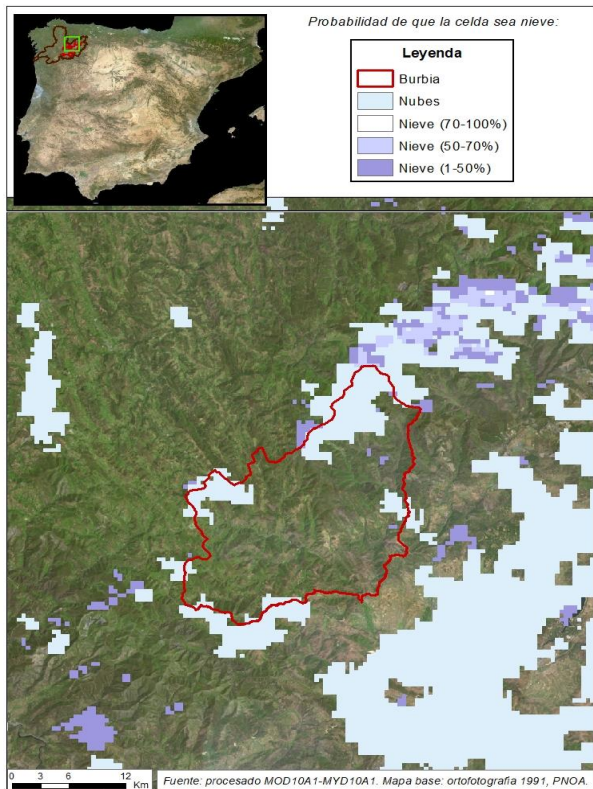 Probabilidad de que la celda sea nieve:
Leyenda
Burbia
Nubes
Nieve (70-100%)
Nieve (50-70%)
Nieve (1-50%)
0 3 6 12
Km
Fuente: procesado MOD10A1-MYD10A1. Mapa base: ortofotografia 1991, PNOA.